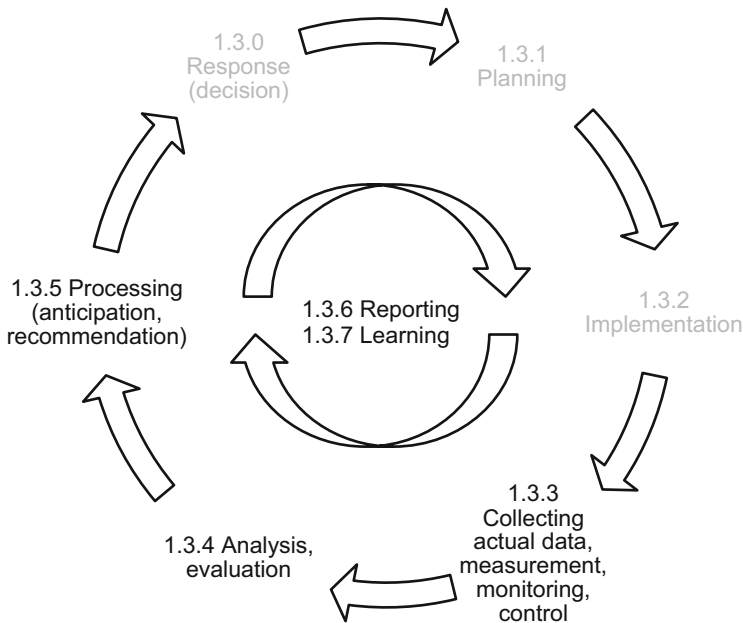 1.3.0
Response
(decision)
1.3.1
Planning
1.3.2
Implementation
1.3.3
Collecting
actual data,
measurement,
monitoring,
control
1.3.4 Analysis,
evaluation
1.3.5 Processing
(anticipation,
recommendation)
1.3.6 Reporting
1.3.7 Learning